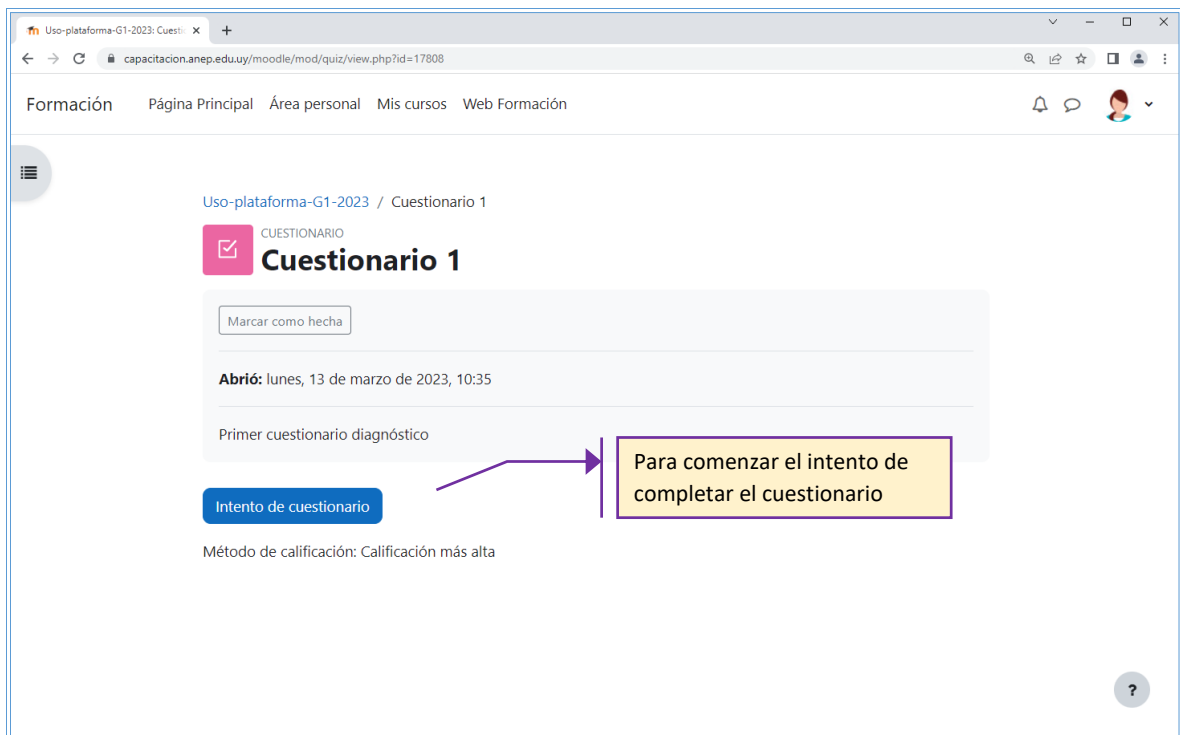 Uso-plataforma-G1-2023: Cuesti
capacitacion.anep.edu.uy/moodle/mod/quiz/view.php?id=17808
Formación Página Principal Área personal Mis cursos Web Formación
Uso-plataforma-G1-2023 / Cuestionario 1
CUESTIONARIO
Cuestionario 1
Marcar como hecha
Abrió: lunes, 13 de marzo de 2023, 10:35
Primer cuestionario diagnóstico
Para comenzar el intento de
completar el cuestionario
Intento de cuestionario
Método de calificación: Calificación más alta
?